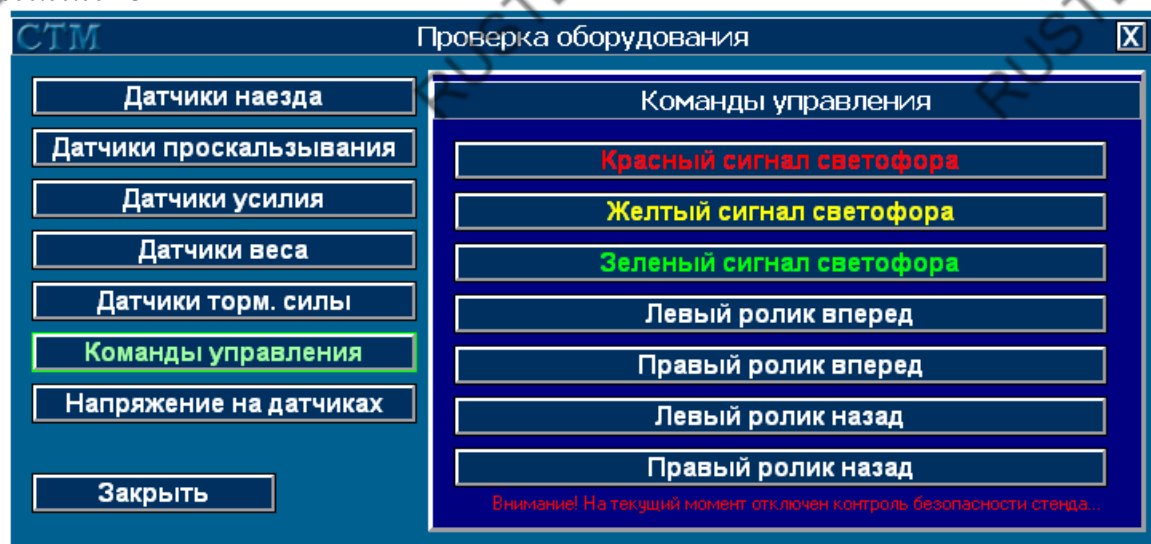 СТМ
Проверка оборудования
X
Датчики наезда
Датчики проскальзывания
Датчики усилия
Датчики веса
Датчики торм. силы
Команды управления
Напряжение на датчиках
Закрыть
Команды управления
Красный сигнал светофора
Желтый сигнал светофора
Зеленый сигнал светофора
Левый ролик вперед
Правый ролик вперед
Левый ролик назад
Правый ролик назад
Внимание! На текущий момент отключен контроль безопасности стенда...